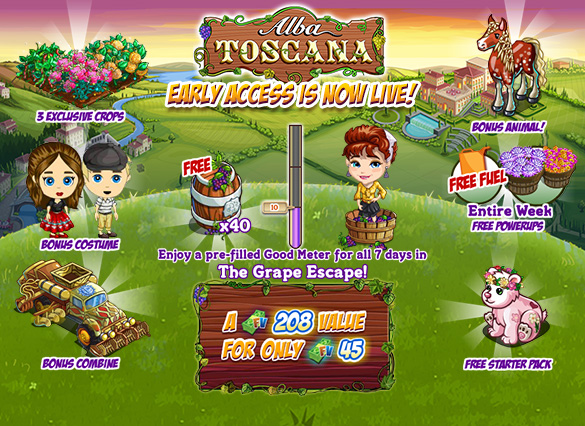 Alba
TOSCANA
EARLY ACCESS IS NOW LIVE!
3 EXCLUSIVE CROPS
BONUS ANIMAL!
FREE
x40
10
FREE FUEL
Entire Week
FREE POWERUPS
BONUS COSTUME
Enjoy a pre-filled Good Meter for all 7 days in
The Grape Escape!
BONUS COMBINE
A FV 208 VALUE
FOR ONLY FV 45
FREE STARTER PACK